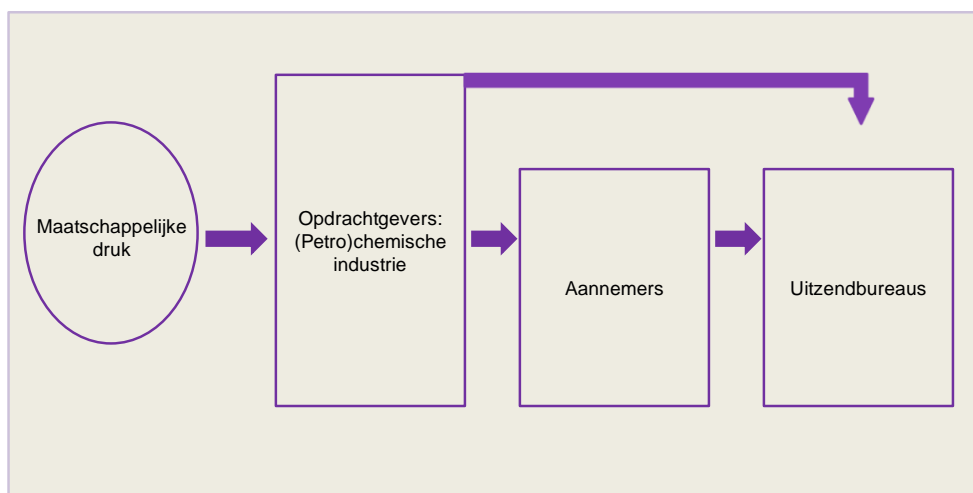 Maatschappelijke
druk
Opdrachtgevers:
(Petro)chemische
industrie
Aannemers
Uitzendbureaus